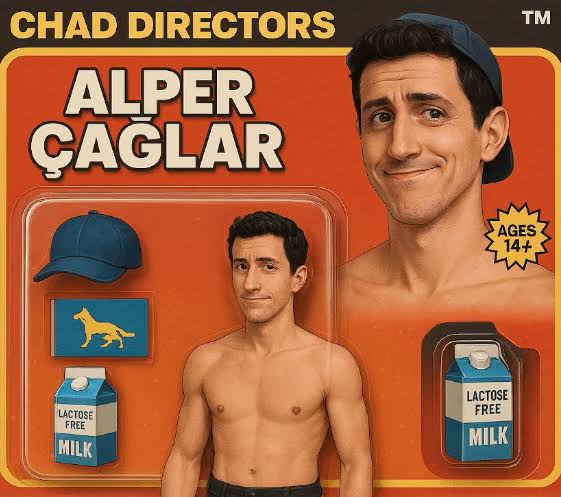 CHAD DIRECTORS
TM
ALPER
ÇAĞLAR
AGES
14+
LACTOSE
FREE
MILK
LACTOSE
FREE
MILK